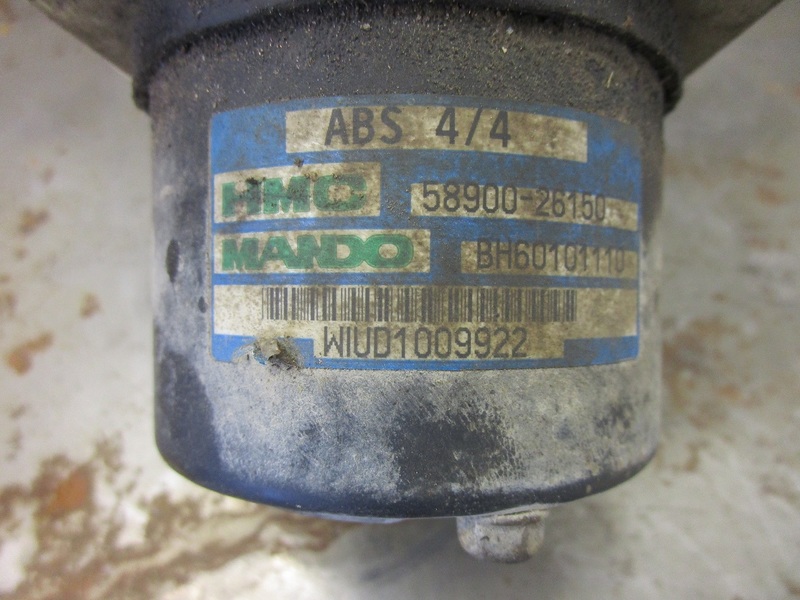 ABS 4/4
HMC 58900-26150
MANDO BH60101110
WIUD1009922